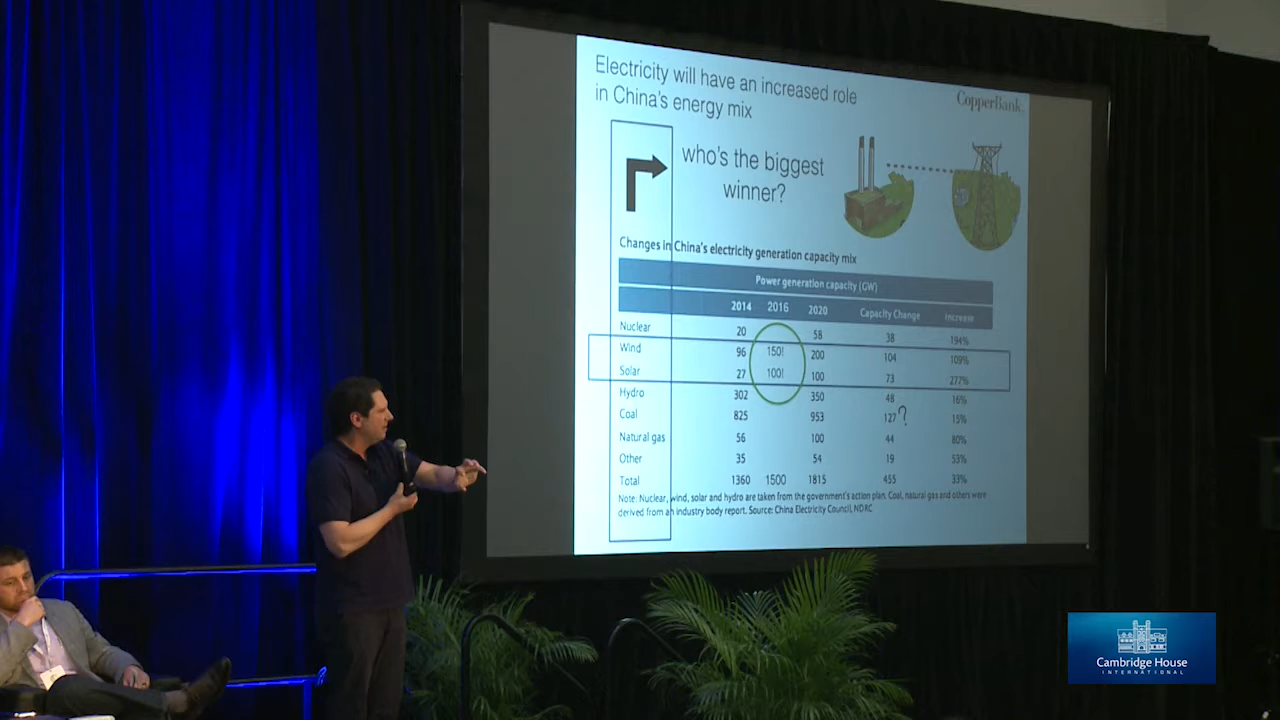 Electricity will have an increased role
in China's energy mix
CopperBank
who's the biggest
winner?
Changes in China's electricity generation capacity mix
Power generation capacity (GW)
2014 2016 2020 Capacity Change Increase
Nuclear 20 58 38 194%
Wind 96 150! 200 104 109%
Solar 27 100! 100 73 277%
Hydro 302 350 48 16%
Coal 825 953 127? 15%
Natural gas 56 100 44 80%
Other 35 54 19 53%
Total 1360 1500 1815 455 33%
Note: Nuclear, wind, solar and hydro are taken from the government's action plan. Coal, natural gas and others were
derived from an industry body report. Source: China Electricity Council, NDRC
Cambridge House
INTERNATIONAL